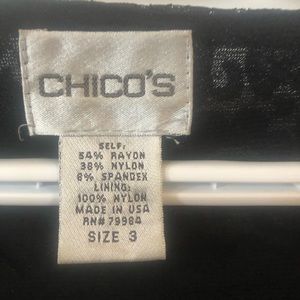 CHICO'S
SELF:
54% RAYON
38% NYLON
8% SPANDEX
LINING:
100% NYLON
MADE IN USA
RN# 79984
SIZE 3